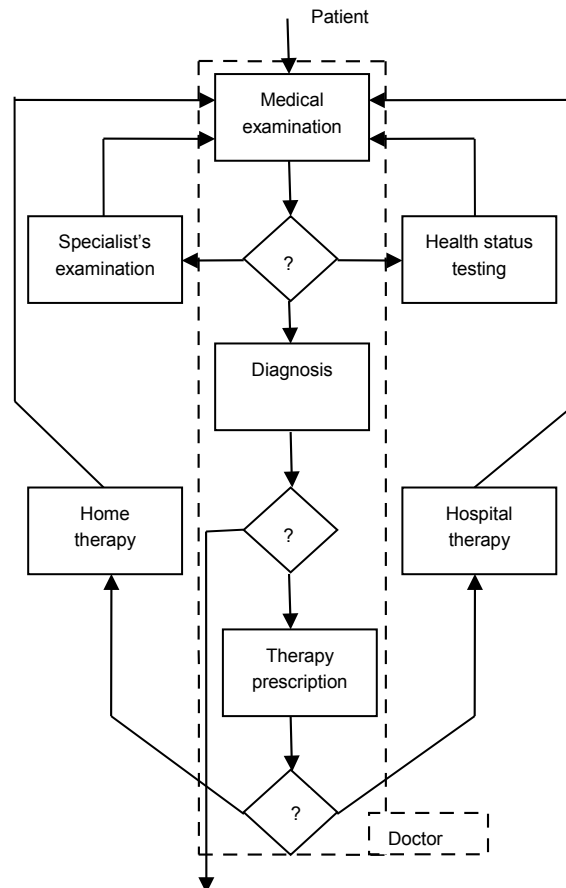 Patient
Medical
examination
Specialist's
examination
?
Health status
testing
Diagnosis
Home
therapy
?
Hospital
therapy
Therapy
prescription
?
Doctor